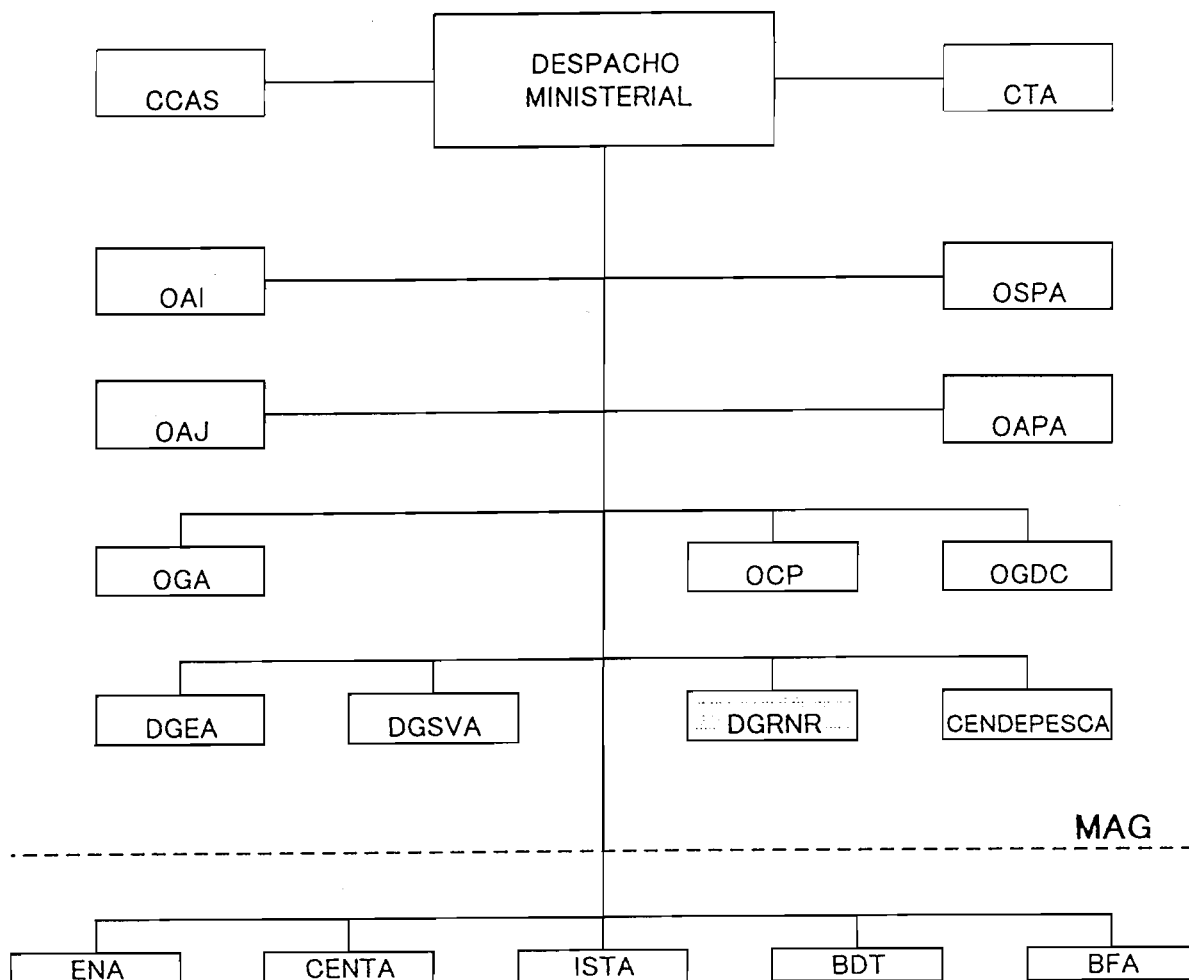 DESPACHO
MINISTERIAL
CCAS
CTA
OAI
OSPA
OAJ
OAPA
OGA
OCP
OGDC
DGEA
DGSVA
DGRNR
CENDEPESCA
MAG
ENA
CENTA
ISTA
BDT
BFA